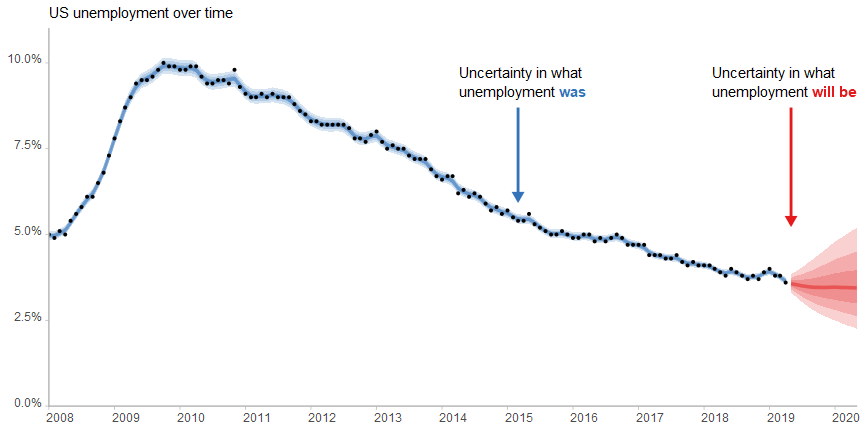 US unemployment over time
10.0%
7.5%
5.0%
2.5%
0.0%
Uncertainty in what
unemployment was
Uncertainty in what
unemployment will be
2008 2009 2010 2011 2012 2013 2014 2015 2016 2017 2018 2019 2020